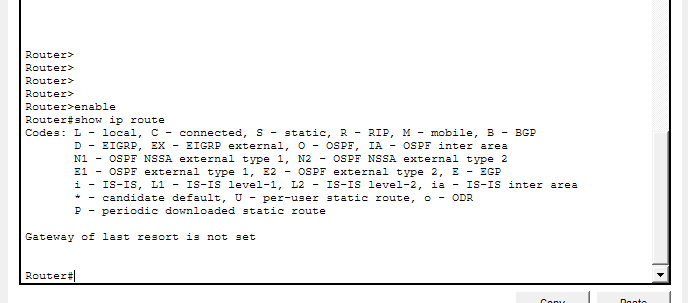 Router>
Router>
Router>
Router>
Router>enable
Router#show ip route
Codes: L - local, C - connected, S - static, R - RIP, M - mobile, B - BGP
D - EIGRP, EX - EIGRP external, O - OSPF, IA - OSPF inter area
N1 - OSPF NSSA external type 1, N2 - OSPF NSSA external type 2
E1 - OSPF external type 1, E2 - OSPF external type 2, E - EGP
i - IS-IS, L1 - IS-IS level-1, L2 - IS-IS level-2, ia - IS-IS inter area
* - candidate default, U - per-user static route, o - ODR
P - periodic downloaded static route
Gateway of last resort is not set
Router#
Copy Paste